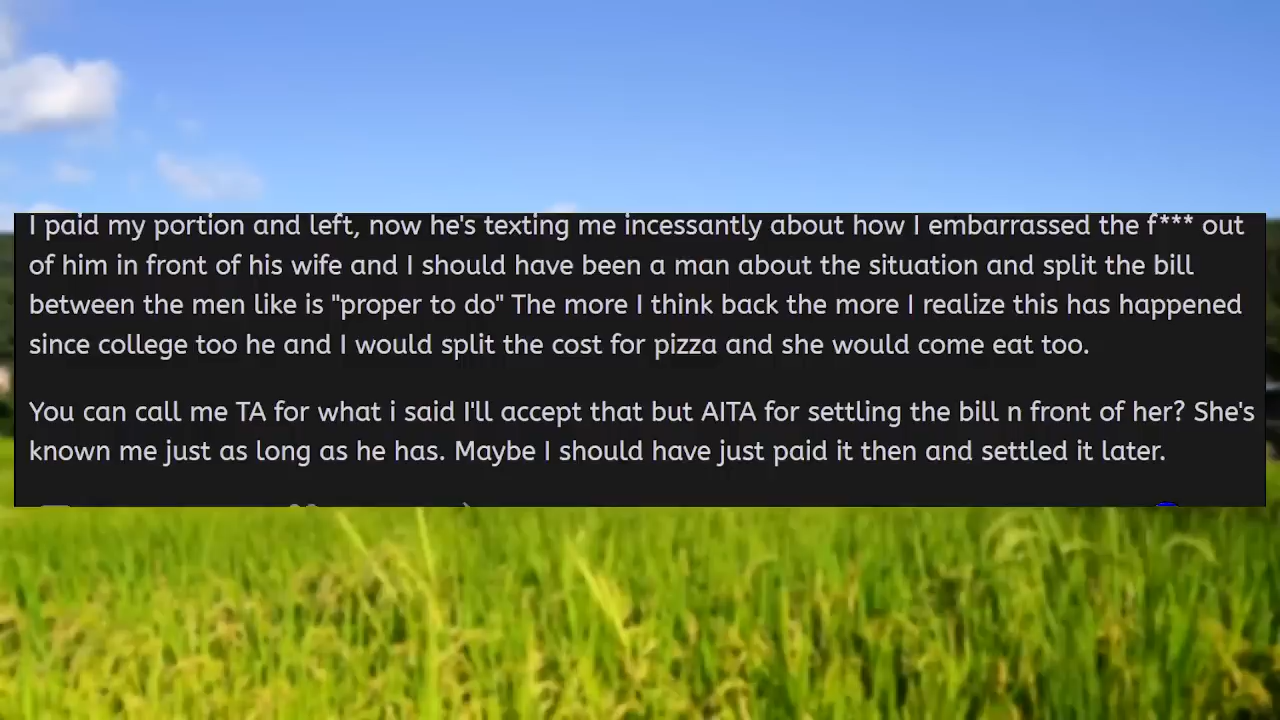 I paid my portion and left, now he's texting me incessantly about how I embarrassed the f*** out
of him in front of his wife and I should have been a man about the situation and split the bill
between the men like is "proper to do" The more I think back the more I realize this has happened
since college too he and I would split the cost for pizza and she would come eat too.
You can call me TA for what i said I'll accept that but AITA for settling the bill n front of her? She's
known me just as long as he has. Maybe I should have just paid it then and settled it later.